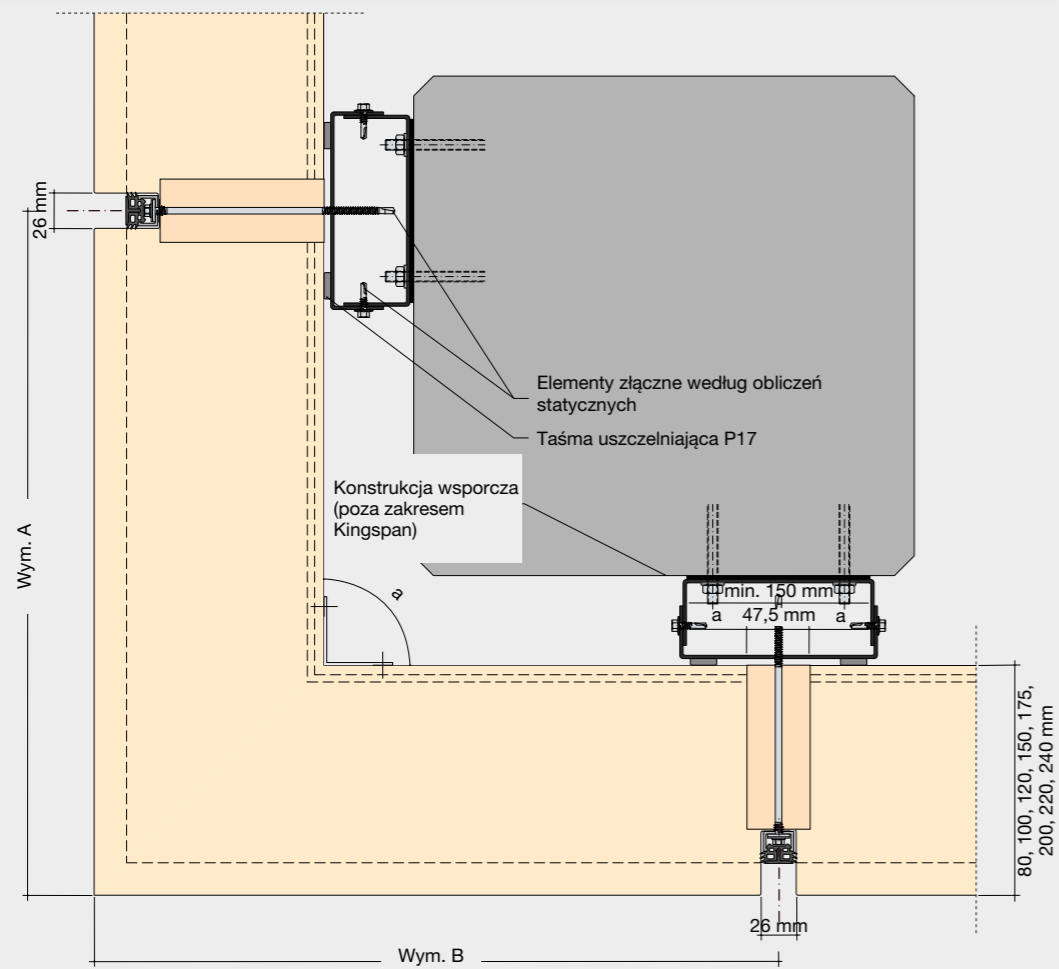 26 mm
Elementy złączne według obliczeń
statycznych
Taśma uszczelniająca P17
Konstrukcja wsporcza
(poza zakresem
Kingspan)
Wym. A
a
min. 150 mm
a
47,5 mm
a
80, 100, 120, 150, 175,
200, 220, 240 mm
26 mm
Wym. B